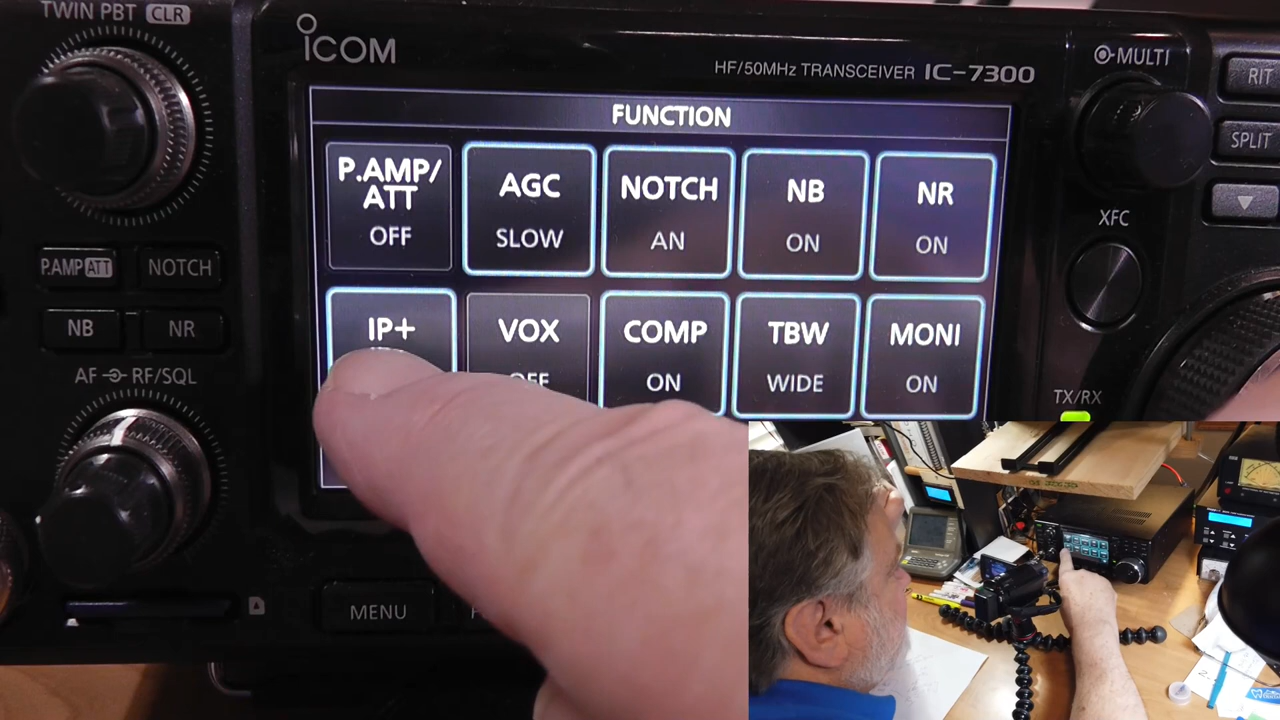 TWIN PBT CLR
ICOM
HF/50MHz TRANSCEIVER IC-7300
MULTI
RIT
SPLIT
FUNCTION
P.AMP/
ATT
OFF
AGC
SLOW
NOTCH
AN
NB
ON
NR
ON
P.AMP ATT
NOTCH
NB
NR
AF RF/SQL
IP+
VOX
OFF
COMP
ON
TBW
WIDE
MONI
ON
XFC
TX/RX
MENU